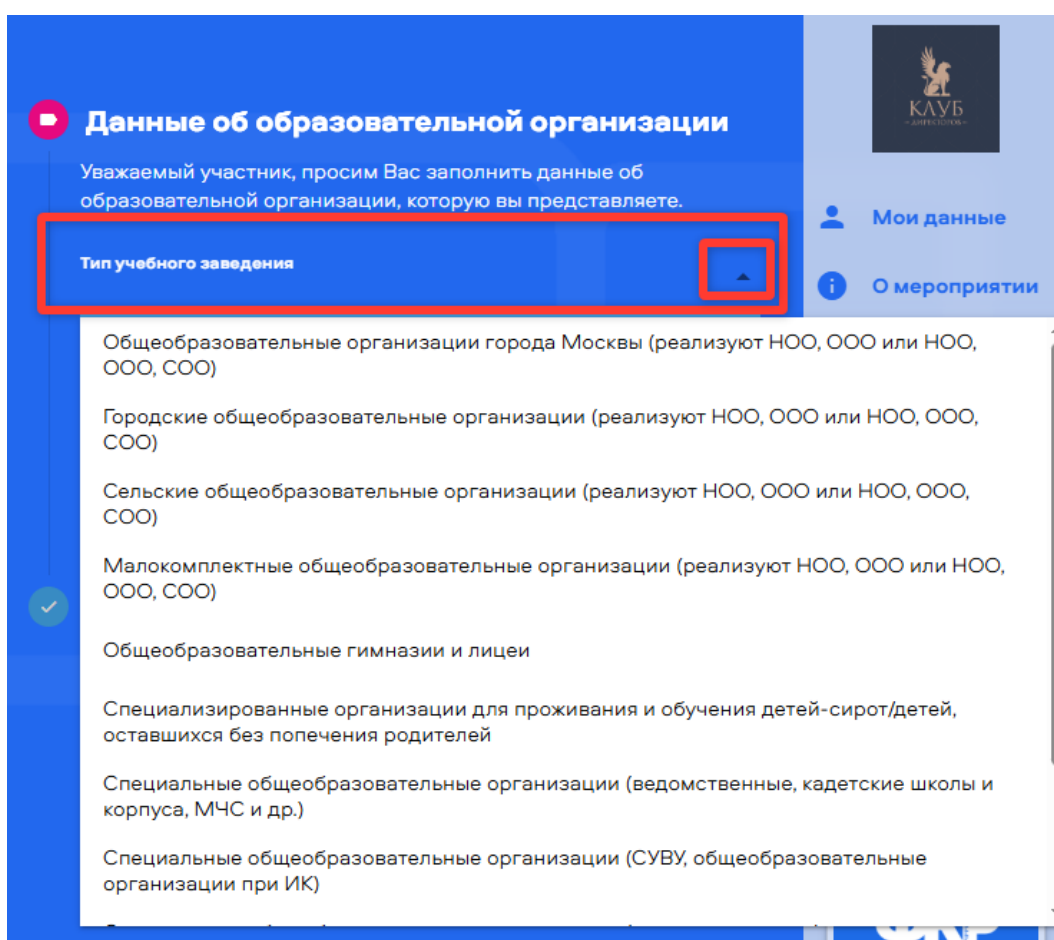 КЛУБ
- ДИРЕКТОРОВ -
Данные об образовательной организации
Уважаемый участник, просим Вас заполнить данные об
образовательной организации, которую вы представляете.
Мои данные
Тип учебного заведения
О мероприятии
Общеобразовательные организации города Москвы (реализуют НОО, ООО или НОО,
ООО, СОО)
Городские общеобразовательные организации (реализуют НОО, ООО или НОО, ООО,
СОО)
Сельские общеобразовательные организации (реализуют НОО, ООО или НОО, ООО,
СОО)
Малокомплектные общеобразовательные организации (реализуют НОО, ООО или НОО,
ООО, СОО)
Общеобразовательные гимназии и лицеи
Специализированные организации для проживания и обучения детей-сирот/детей,
оставшихся без попечения родителей
Специальные общеобразовательные организации (ведомственные, кадетские школы и
корпуса, МЧС и др.)
Специальные общеобразовательные организации (СУВУ, общеобразовательные
организации при ИК)